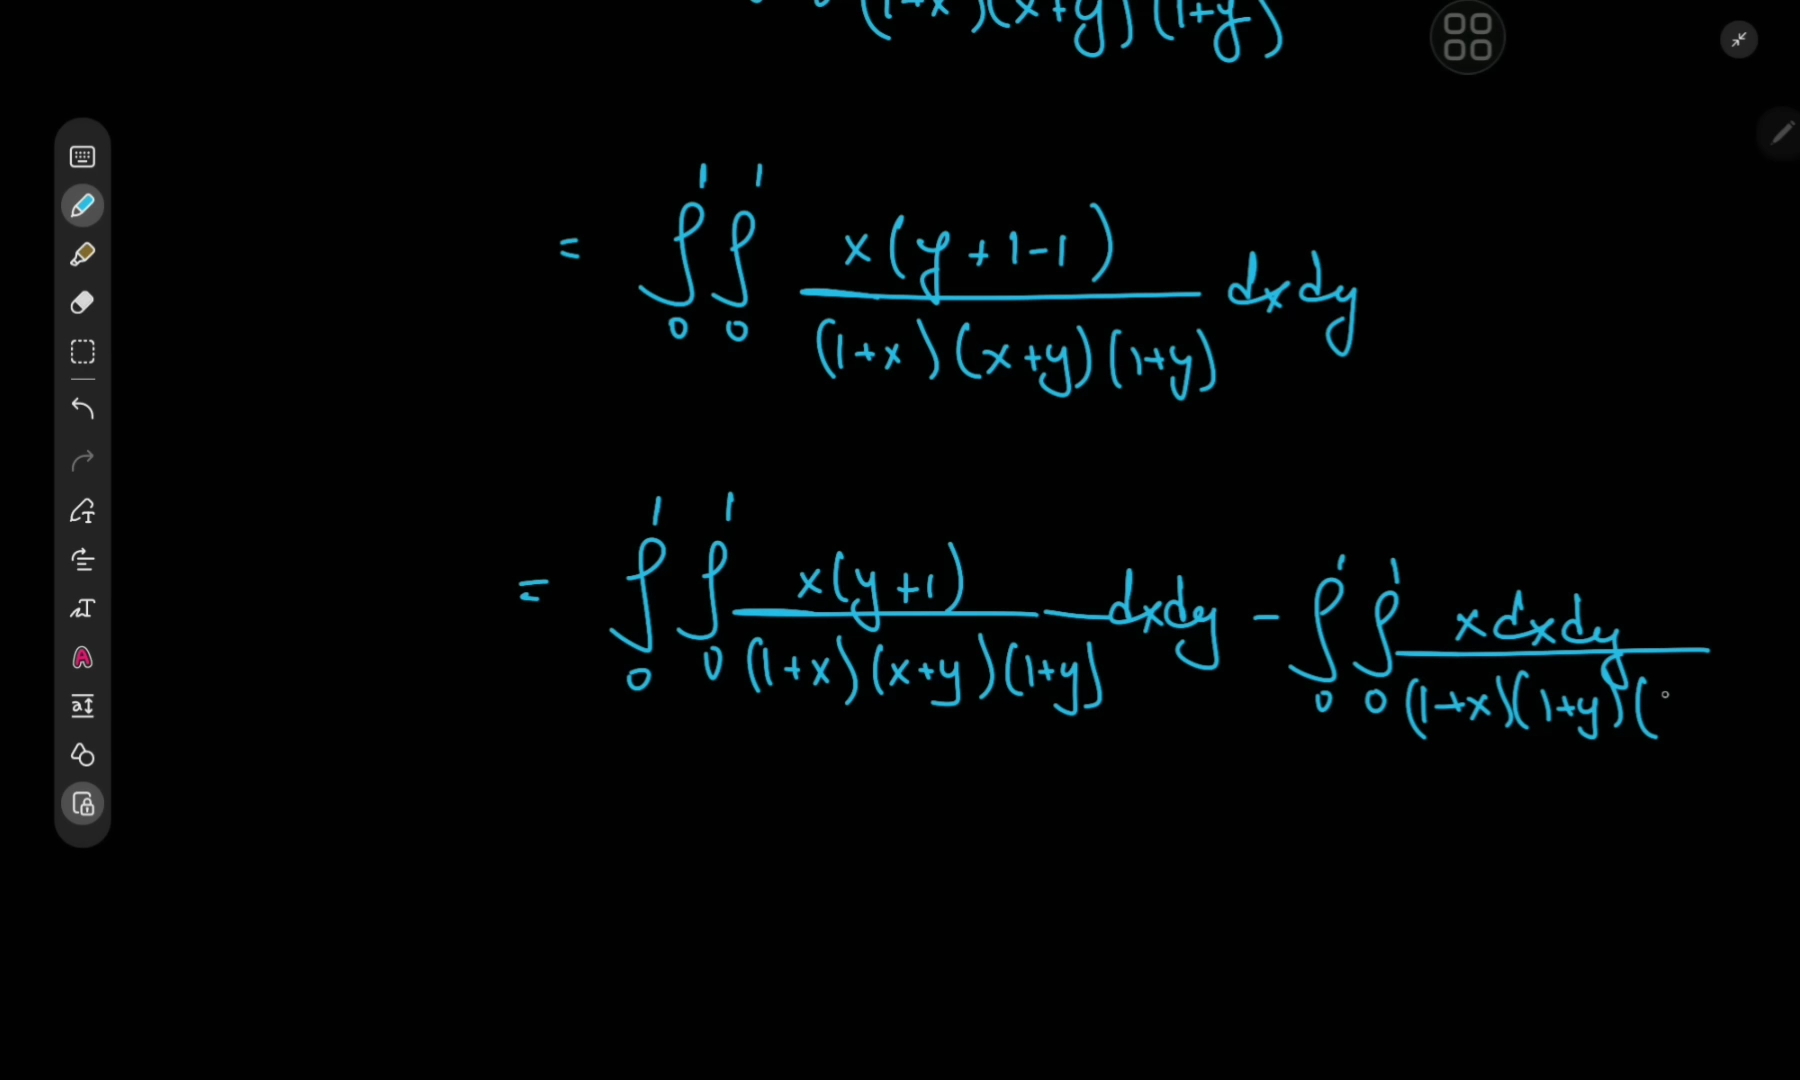 (1+x)(x+y)(1+y)
= ∫₀¹ ∫₀¹ x(y+1-1) / (1+x)(x+y)(1+y) dxdy
= ∫₀¹ ∫₀¹ x(y+1) / (1+x)(x+y)(1+y) dxdy - ∫₀¹ ∫₀¹ xdxdy / (1+x)(1+y)(